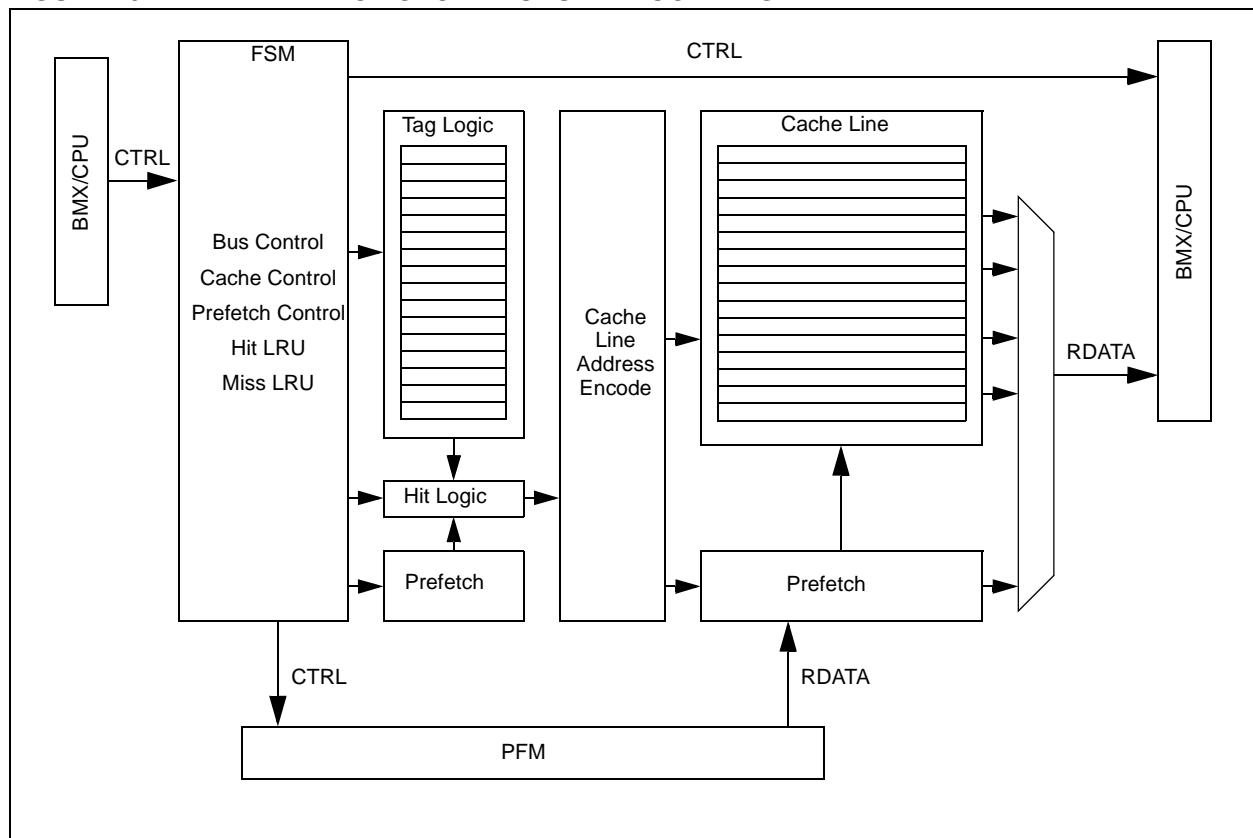 FSM
CTRL
BMX/CPU
CTRL
Tag Logic
Cache Line
BMX/CPU
Bus Control
Cache Control
Prefetch Control
Hit LRU
Miss LRU
Cache
Line
Address
Encode
RDATA
Hit Logic
Prefetch
Prefetch
CTRL
RDATA
PFM